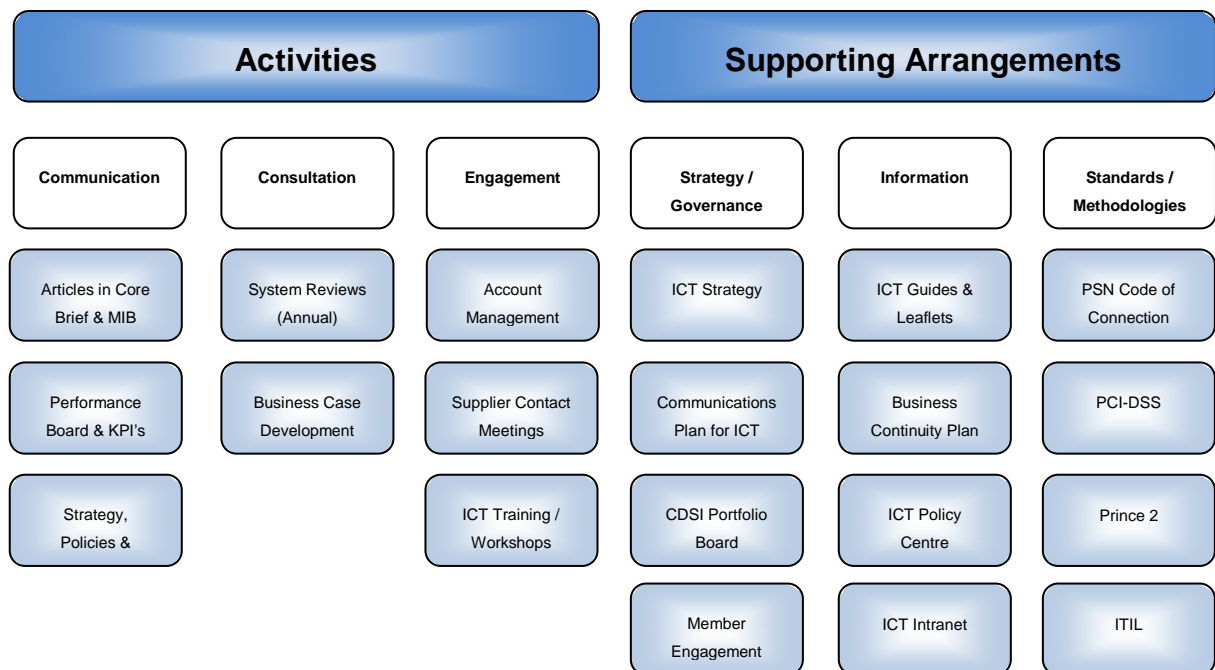 Activities
Supporting Arrangements
Communication
Consultation
Engagement
Strategy /
Governance
Information
Standards /
Methodologies
Articles in Core
Brief & MIB
System Reviews
(Annual)
Account
Management
ICT Strategy
ICT Guides &
Leaflets
PSN Code of
Connection
Performance
Board & KPI's
Business Case
Development
Supplier Contact
Meetings
Communications
Plan for ICT
Business
Continuity Plan
PCI-DSS
Strategy,
Policies &
ICT Training /
Workshops
CDSI Portfolio
Board
ICT Policy
Centre
Prince 2
Member
Engagement
ICT Intranet
ITIL